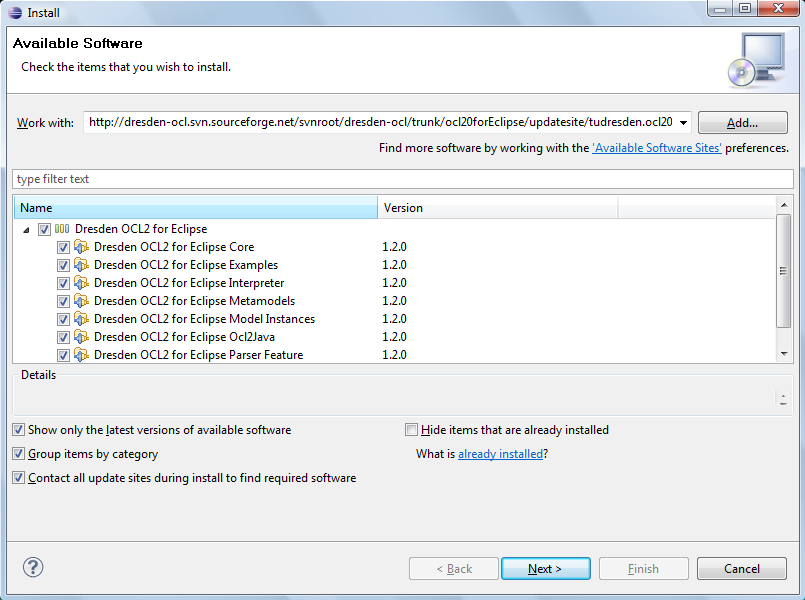 Install
Available Software
Check the items that you wish to install.
Work with: http://dresden-ocl.svn.sourceforge.net/svnroot/dresden-ocl/trunk/ocl20forEclipse/updatesite/tudresden.ocl20 Add...
Find more software by working with the 'Available Software Sites' preferences.
type filter text
Name Version
Dresden OCL2 for Eclipse
Dresden OCL2 for Eclipse Core 1.2.0
Dresden OCL2 for Eclipse Examples 1.2.0
Dresden OCL2 for Eclipse Interpreter 1.2.0
Dresden OCL2 for Eclipse Metamodels 1.2.0
Dresden OCL2 for Eclipse Model Instances 1.2.0
Dresden OCL2 for Eclipse Ocl2Java 1.2.0
Dresden OCL2 for Eclipse Parser Feature 1.2.0
Details
Show only the latest versions of available software Hide items that are already installed
Group items by category What is already installed?
Contact all update sites during install to find required software
? < Back Next > Finish Cancel